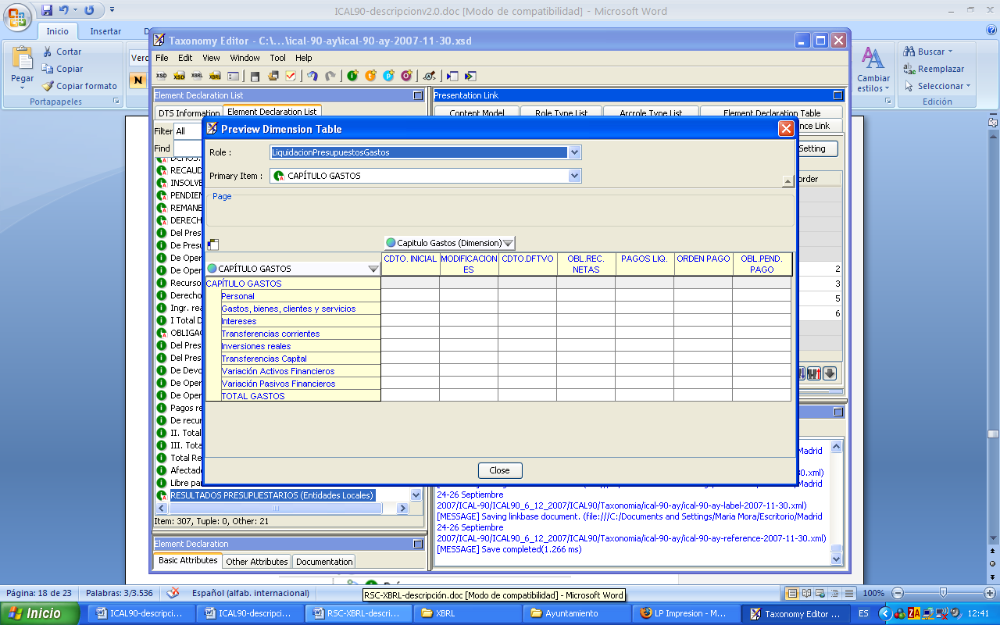 ICAL90-descripcionv2.0.doc [Modo de compatibilidad] - Microsoft Word
Inicio
Insertar
Cortar
Copiar
Copiar formato
Pegar
Portapapeles
Verd
N
Cambiar
estilos
Buscar
Reemplazar
Seleccionar
Edición
Taxonomy Editor - C:\...\ical-90-ay\ical-90-ay-2007-11-30.xsd
File Edit View Window Tool Help
Element Declaration List
DTS Information
Element Declaration List
Filter All
Find
Presentation Link
Content Model
Role Type List
Arcrole Type List
Element Declaration Table
nce Link
Setting
order
2
3
5
6
Preview Dimension Table
Role :
LiquidacionPresupuestosGastos
Primary Item :
CAPÍTULO GASTOS
Page
Capitulo Gastos (Dimension)
CAPÍTULO GASTOS
CDTO. INICIAL
MODIFICACION
ES
CDTO.DFTVO
OBL.REC.
NETAS
PAGOS LIQ.
ORDEN PAGO
OBL.PEND.
PAGO
CAPÍTULO GASTOS
Personal
Gastos, bienes, clientes y servicios
Intereses
Transferencias corrientes
Inversiones reales
Transferencias Capital
Variación Activos Financieros
Variación Pasivos Financieros
TOTAL GASTOS
Close
RECAUD
INSOLVE
PENDIEN
REMANE
DERECH
Del Pres
De Presu
De Oper
De Oper
Recurso
Derecho
Ingr. rea
I Total D
OBLIGAC
Del Pres
Del Pres
De Devo
De Oper
De Oper
Pagos re
De recur
II. Total
III. Tota
Total Re
Afectado
Libre par
RESULTADOS PRESUPUESTARIOS (Entidades Locales)
Item: 307, Tuple: 0, Other: 21
Element Declaration
Basic Attributes
Other Attributes
Documentation
Madrid
30.xml)
Madrid
24-26 Septiembre
2007/ICAL-90/ICAL90_6_12_2007/ICAL90/Taxonomia/ical-90-ay/ical-90-ay-label-2007-11-30.xml)
[MESSAGE] Saving linkbase document. (file:///C:/Documents and Settings/Maria Mora/Escritorio/Madrid
24-26 Septiembre
2007/ICAL-90/ICAL90_6_12_2007/ICAL90/Taxonomia/ical-90-ay/ical-90-ay-reference-2007-11-30.xml)
[MESSAGE] Save completed(1.266 ms)
Página: 18 de 23
Palabras: 3/3.536
Español (alfab. internacional)
RSC-XBRL-descripción.doc [Modo de compatibilidad] - Microsoft Word
100%
Inicio
ICAL90-descripci...
ICAL90-descripci...
RSC-XBRL-descri...
XBRL
Ayuntamiento
LP Impresion - M...
Taxonomy Editor ...
ES
12:41